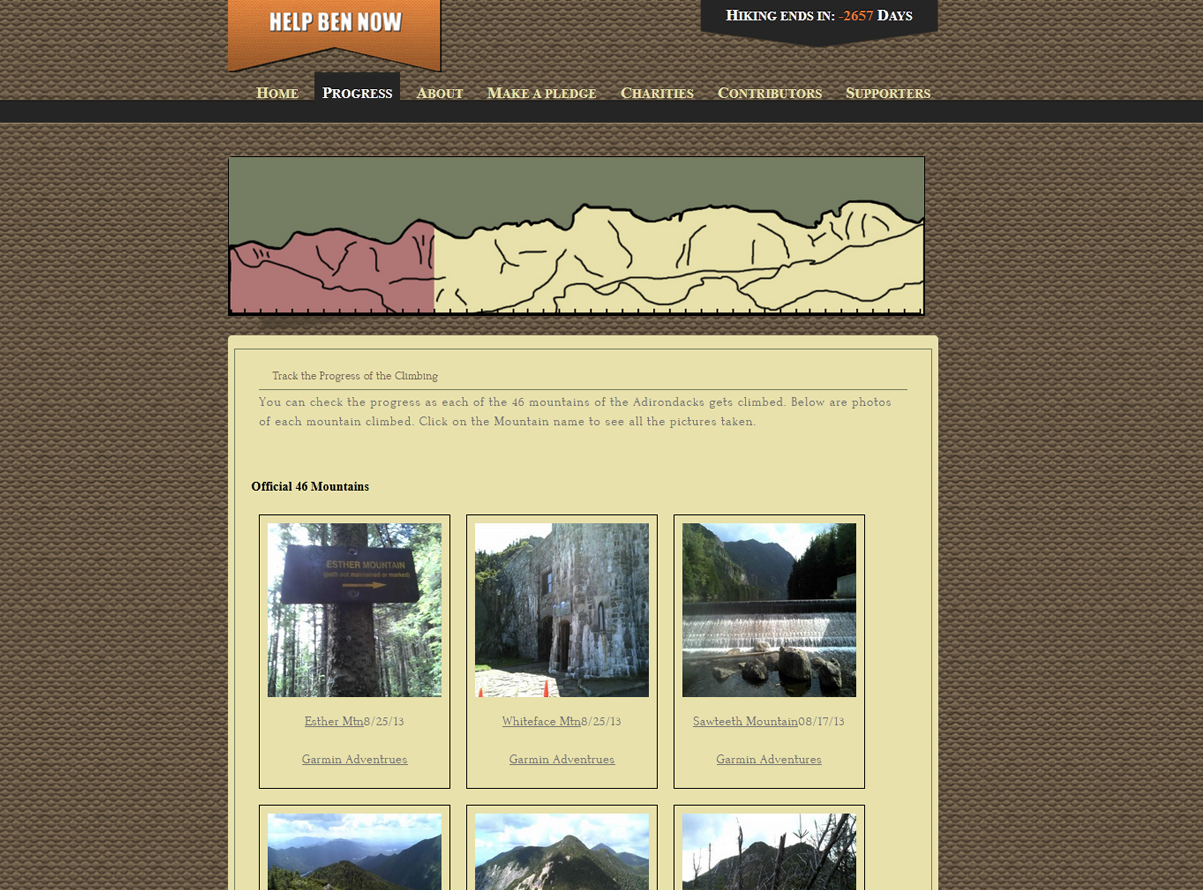 HELP BEN NOW
HIKING ENDS IN: -2657 DAYS
HOME PROGRESS ABOUT MAKE A PLEDGE CHARITIES CONTRIBUTORS SUPPORTERS
Track the Progress of the Climbing
You can check the progress as each of the 46 mountains of the Adirondacks gets climbed. Below are photos
of each mountain climbed. Click on the Mountain name to see all the pictures taken.
Official 46 Mountains
ESTHER MOUNTAIN
(path not maintained or marked)
Esther Mtn8/25/13 Whiteface Mtn8/25/13 Sawteeth Mountain08/17/13
Garmin Adventrues Garmin Adventrues Garmin Adventures